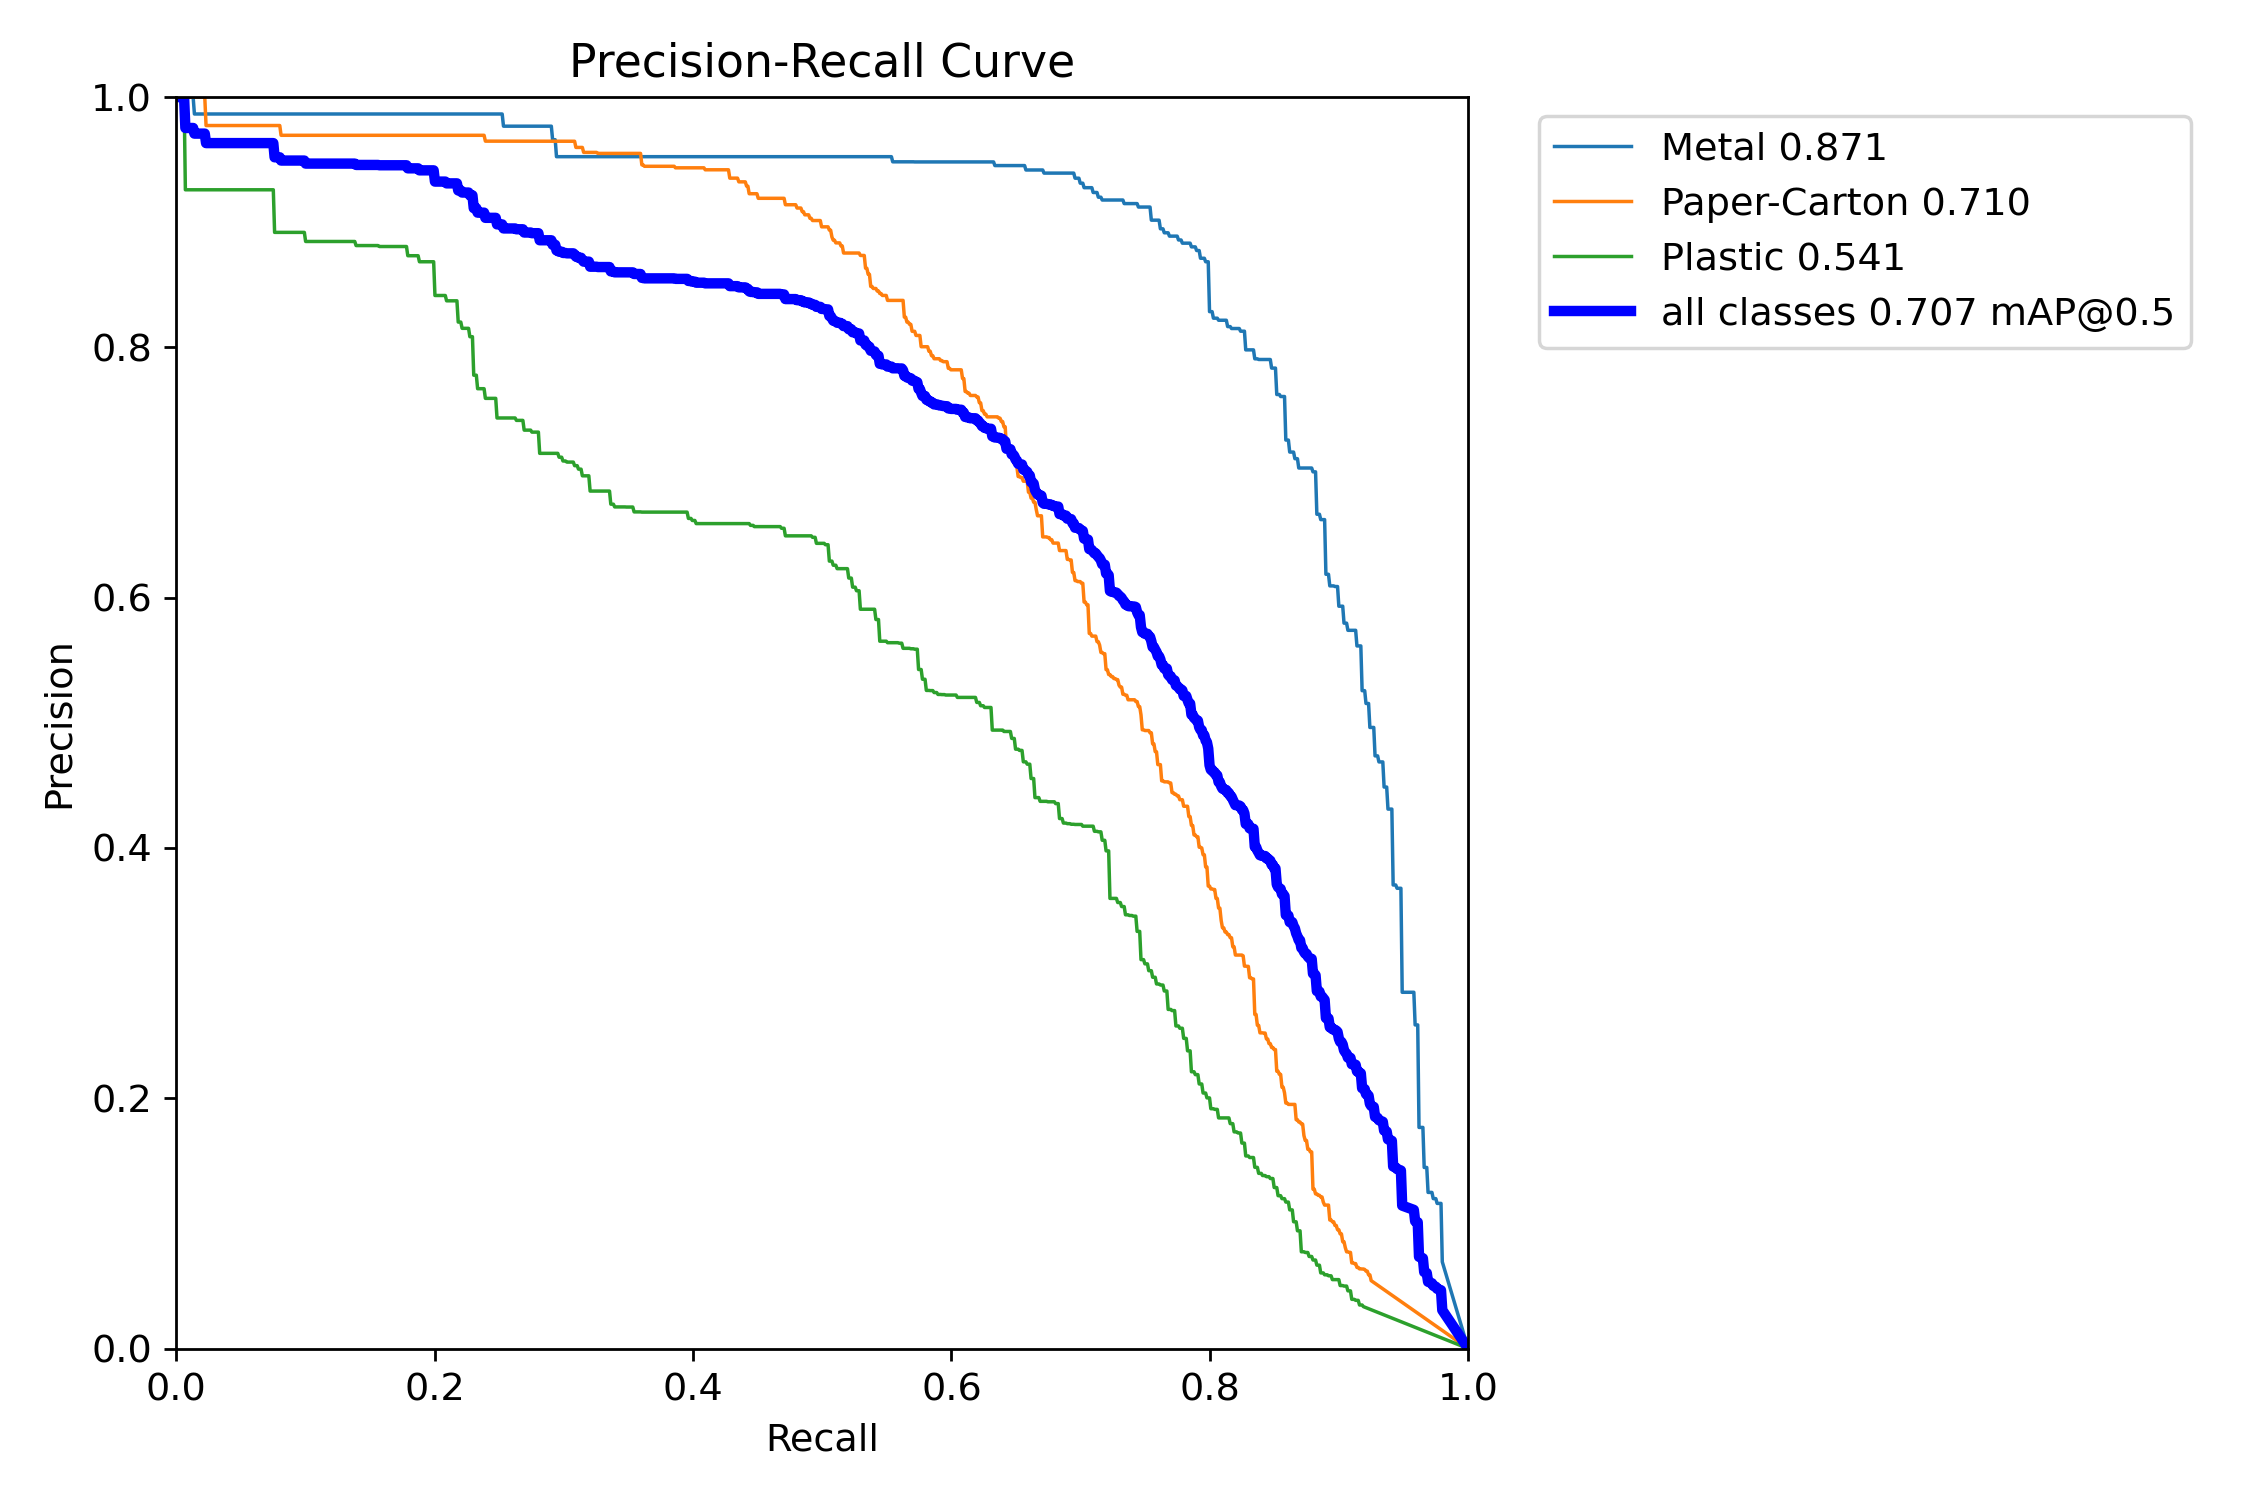 Precision-Recall Curve
1.0
0.8
0.6
0.4
0.2
0.0
Precision
0.0 0.2 0.4 0.6 0.8 1.0
Recall
Metal 0.871
Paper-Carton 0.710
Plastic 0.541
all classes 0.707 mAP@0.5